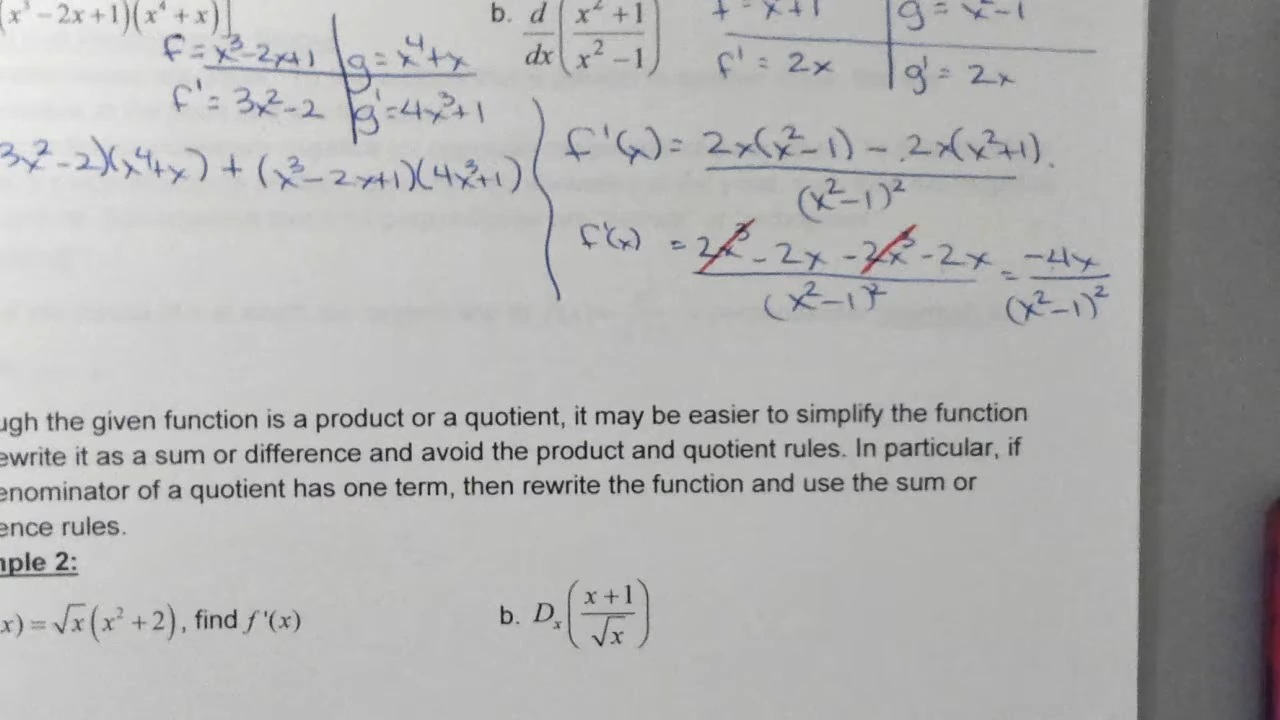 (x³ − 2x + 1)(x⁴ + x)]
f = x³ − 2x + 1 | g = x⁴ + x
f' = 3x² − 2 | g' = 4x³ + 1
3x² − 2)(x⁴ + x) + (x³ − 2x + 1)(4x³ + 1)
b. d/dx ( x² + 1 / x² − 1 )
g = x² − 1
f' = 2x | g' = 2x
f'(x) = 2x(x² − 1) − 2x(x² + 1) / (x² − 1)²
f'(x) = 2x³ − 2x − 2x³ − 2x / (x² − 1)² = −4x / (x² − 1)²
ugh the given function is a product or a quotient, it may be easier to simplify the function
ewrite it as a sum or difference and avoid the product and quotient rules. In particular, if
enominator of a quotient has one term, then rewrite the function and use the sum or
ence rules.
mple 2:
x) = √x (x² + 2), find f '(x)
b. Dₓ ( x + 1 / √x )